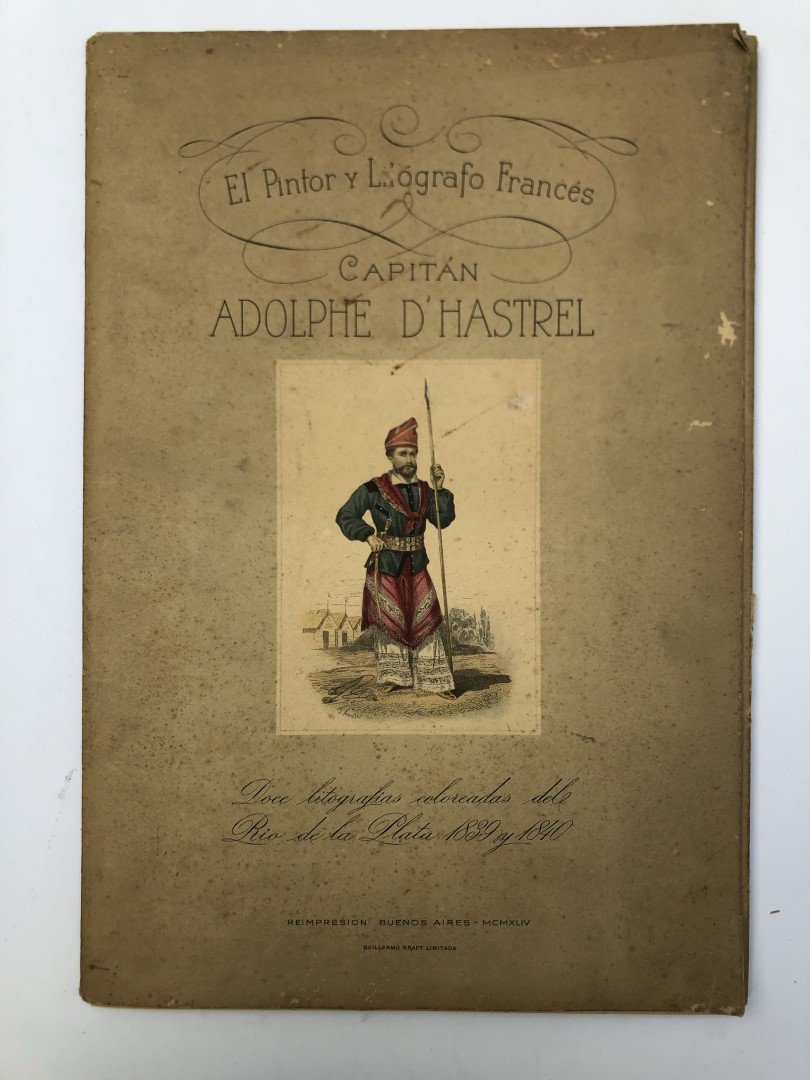 El Pintor y Litógrafo Francés
CAPITÁN
ADOLPHE D'HASTREL
Doce litografías coloreadas del
Río de la Plata 1839 y 1840
REIMPRESIÓN: BUENOS AIRES - MCMXLIV
GUILLERMO KRAFT LIMITADA